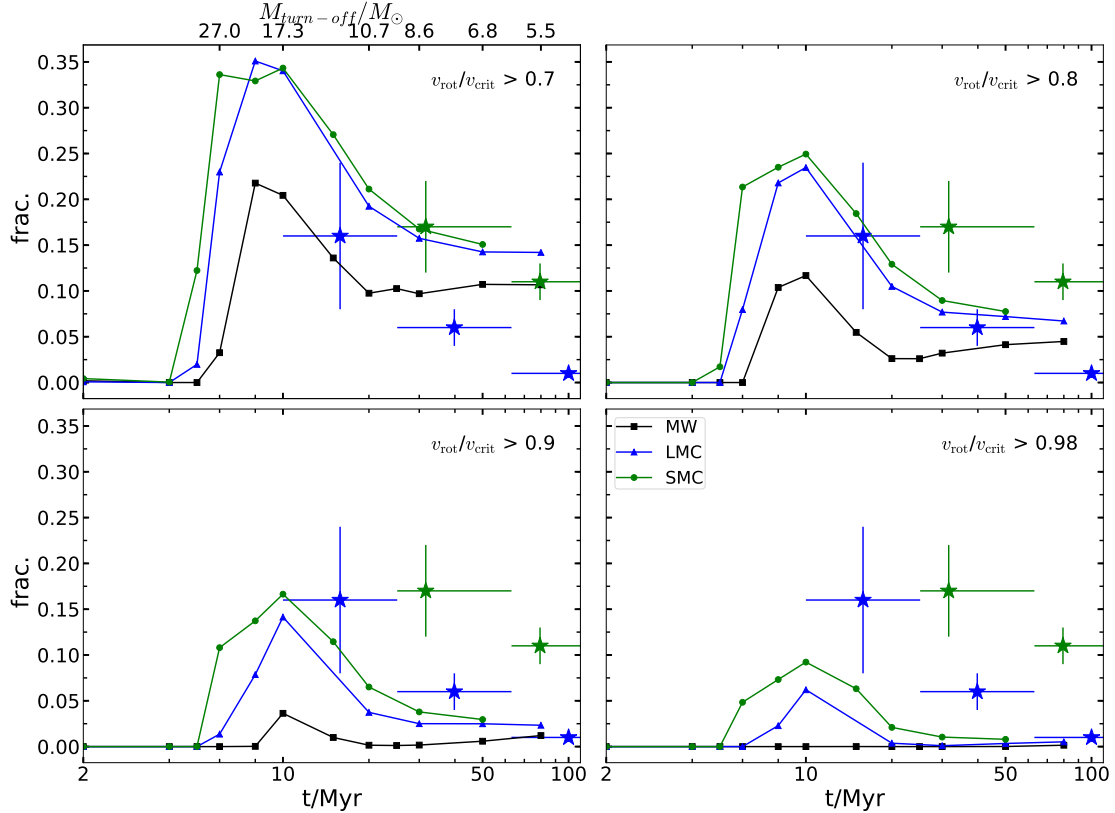 M_turn−off/M_⊙
27.0 17.3 10.7 8.6 6.8 5.5
v_rot/v_crit > 0.7
v_rot/v_crit > 0.8
0.35
0.30
0.25
0.20
0.15
0.10
0.05
0.00
frac.
v_rot/v_crit > 0.9
v_rot/v_crit > 0.98
MW
LMC
SMC
0.35
0.30
0.25
0.20
0.15
0.10
0.05
0.00
frac.
2 10 50 100
t/Myr
2 10 50 100
t/Myr